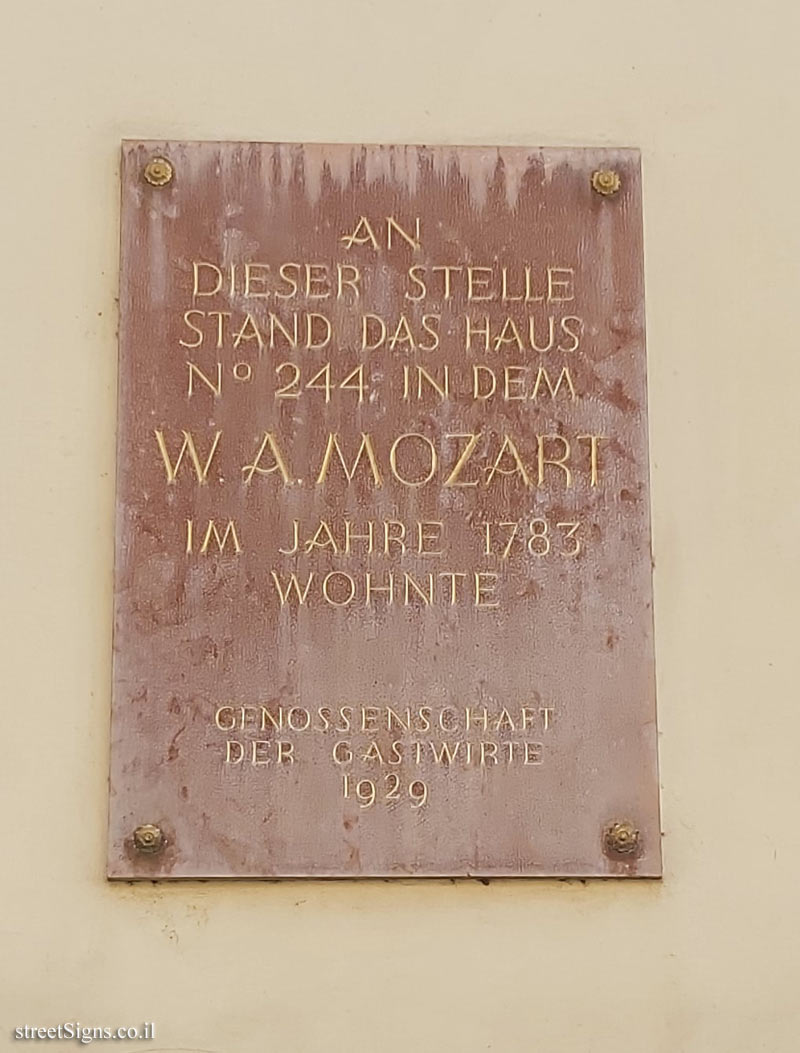 AN
DIESER STELLE
STAND DAS HAUS
Nº 244, IN DEM
W. A. MOZART
IM JAHRE 1783
WOHNTE
GENOSSENSCHAFT
DER GASTWIRTE
1929
streetSigns.co.il